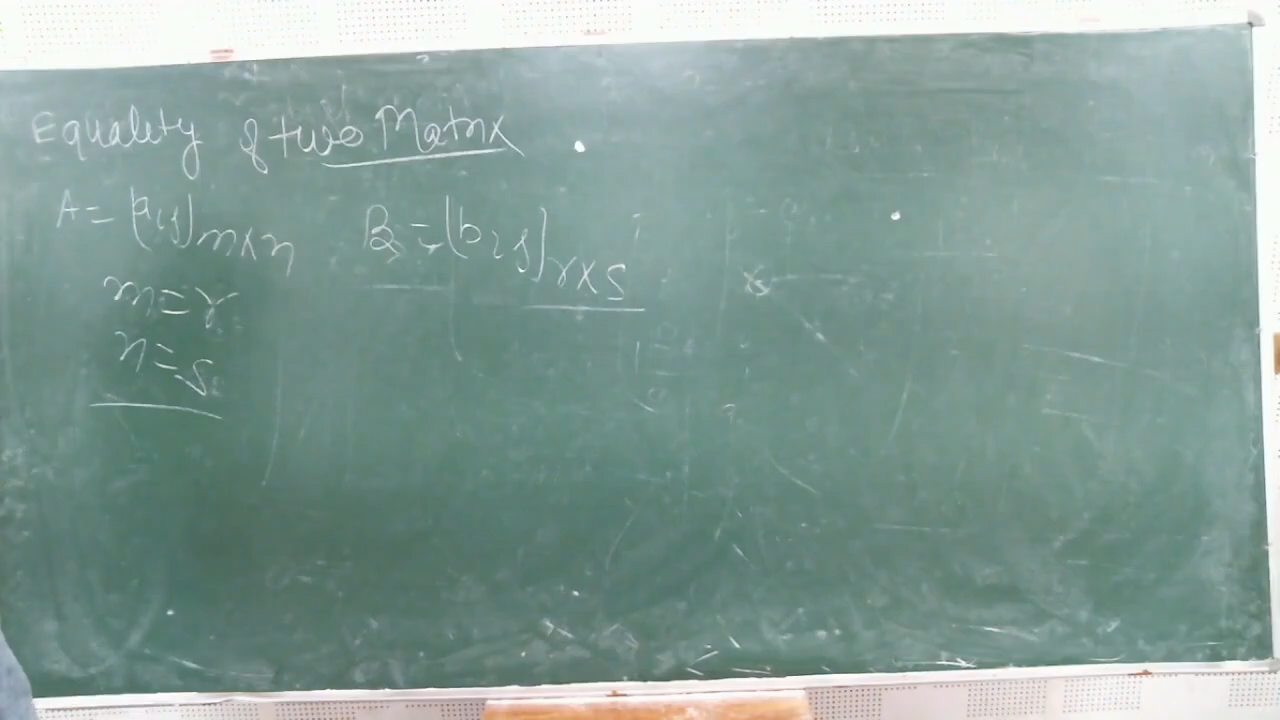 Equality of two Matrix
A = [aij]m×n B = [bij]r×s
m = r
n = s